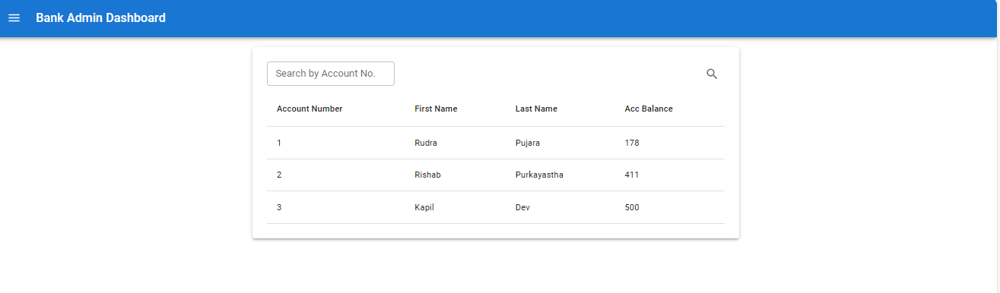 Bank Admin Dashboard
Search by Account No.
Account Number First Name Last Name Acc Balance
1 Rudra Pujara 178
2 Rishab Purkayastha 411
3 Kapil Dev 500